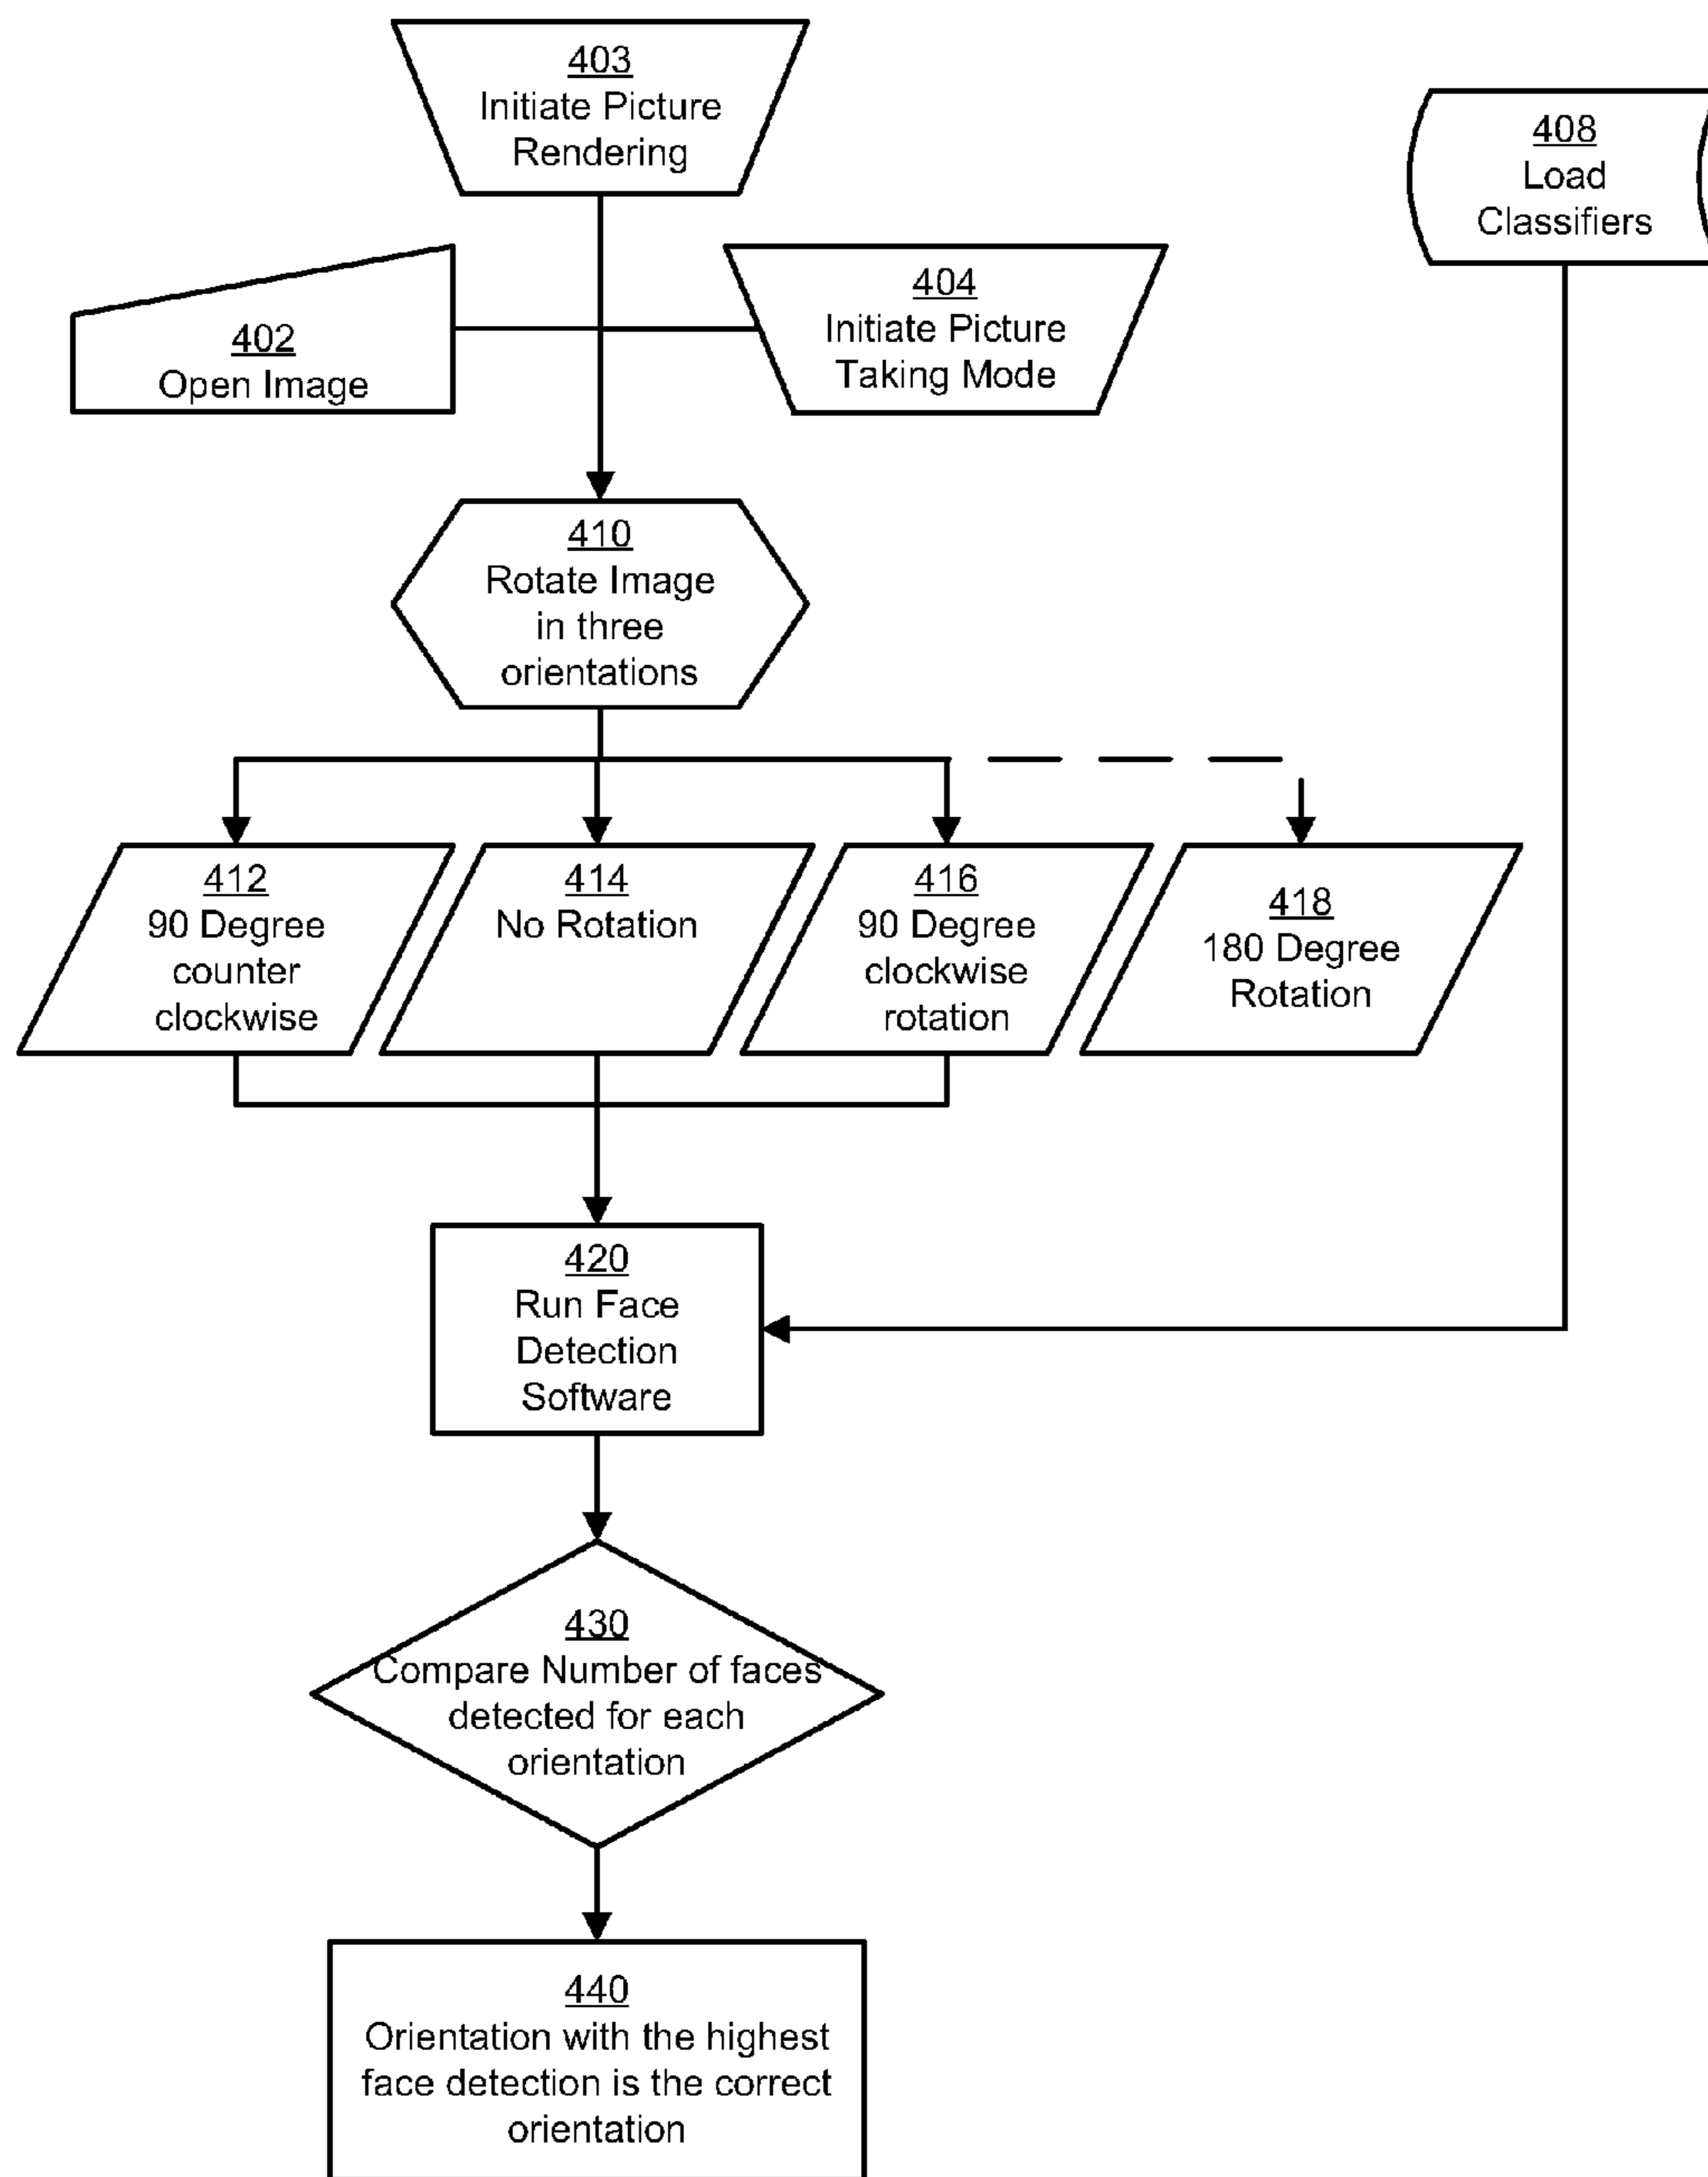 403
Initiate Picture
Rendering
408
Load
Classifiers
402
Open Image
404
Initiate Picture
Taking Mode
410
Rotate Image
in three
orientations
412
90 Degree
counter
clockwise
414
No Rotation
416
90 Degree
clockwise
rotation
418
180 Degree
Rotation
420
Run Face
Detection
Software
430
Compare Number of faces
detected for each
orientation
440
Orientation with the highest
face detection is the correct
orientation